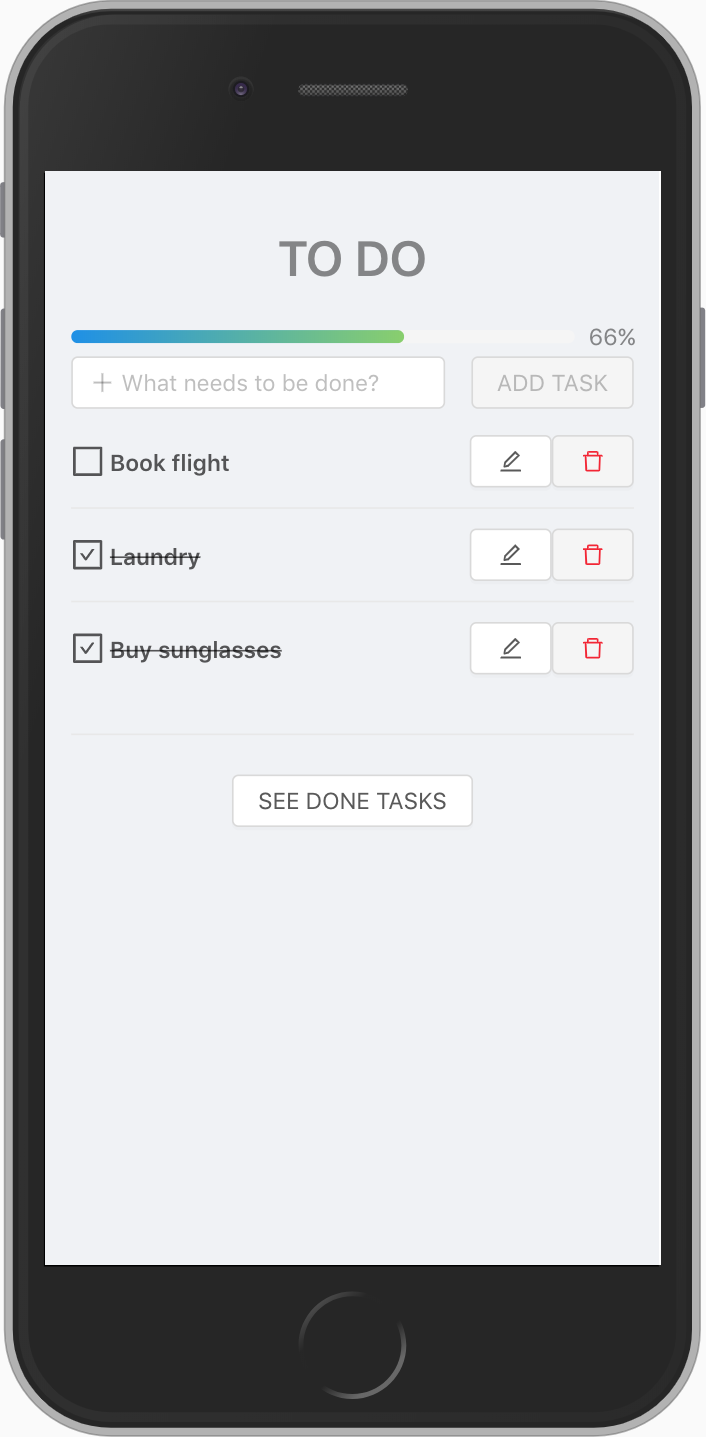 TO DO
66%
What needs to be done? ADD TASK
Book flight
Laundry
Buy sunglasses
SEE DONE TASKS